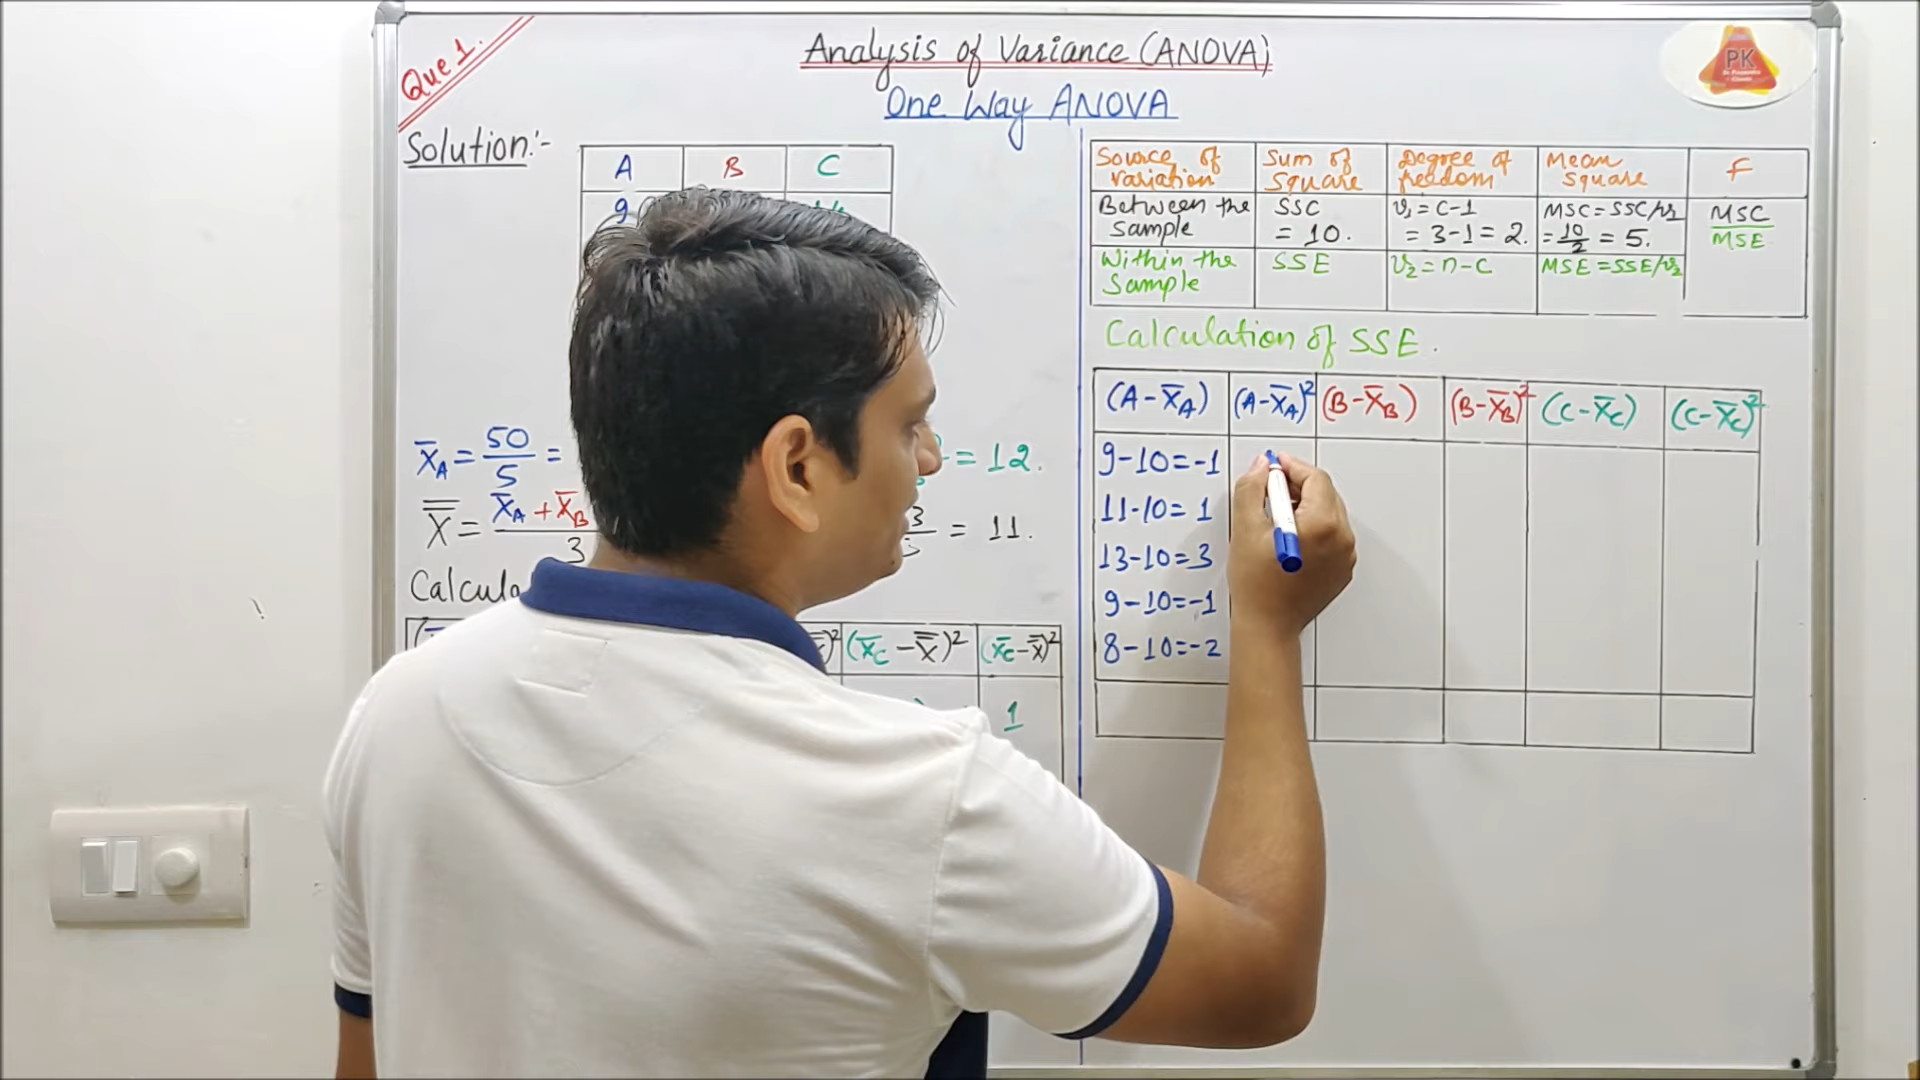 Que 1.
Analysis of Variance (ANOVA)
One Way ANOVA
PK
Solution:-
A B C
9
X̄A = 50/5 =
= 12.
X̿ = X̄A + X̄B
3
= 11.
Calcula
(X̄C - X̿)² (X̄C - X̿)²
1
Source of variation Sum of Square Degree of freedom Mean Square F
Between the Sample SSC = 10. v₁ = C-1 = 3-1 = 2. MSC = SSC/v₁ = 10/2 = 5. MSC/MSE
Within the Sample SSE v₂ = n-c MSE = SSE/v₂
Calculation of SSE.
(A - X̄A) (A - X̄A)² (B - X̄B) (B - X̄B)² (C - X̄C) (C - X̄C)²
9-10=-1
11-10=1
13-10=3
9-10=-1
8-10=-2